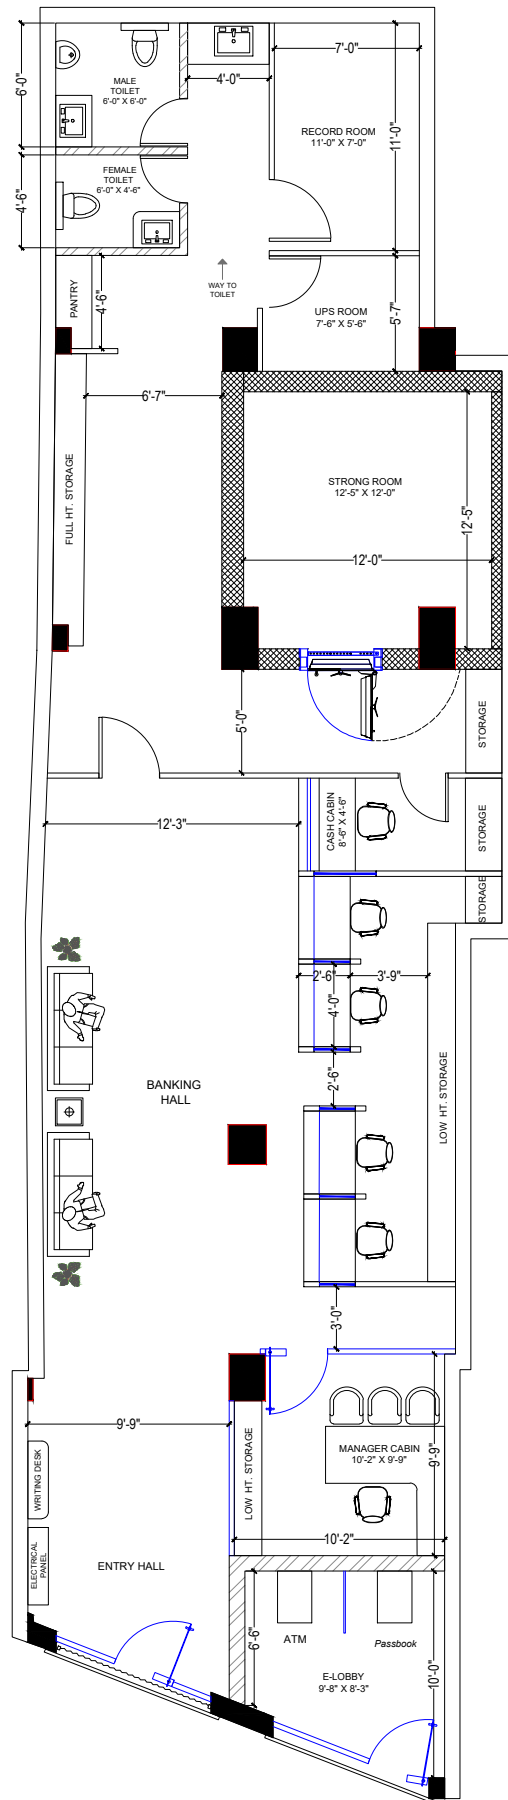 7'-0"
6'-0"
MALE
TOILET
6'-0" X 6'-0"
4'-0"
RECORD ROOM
11'-0" X 7'-0"
11'-0"
FEMALE
TOILET
6'-0" X 4'-6"
4'-6"
PANTRY
4'-6"
WAY TO
TOILET
UPS ROOM
7'-6" X 5'-6"
5'-7"
6'-7"
FULL HT. STORAGE
STRONG ROOM
12'-5" X 12'-0"
12'-5"
12'-0"
5'-0"
STORAGE
12'-3"
CASH CABIN
8'-6" X 4'-6"
STORAGE
STORAGE
2'-6"
3'-9"
4'-0"
2'-6"
BANKING
HALL
LOW HT. STORAGE
3'-0"
9'-9"
WRITING DESK
LOW HT. STORAGE
MANAGER CABIN
10'-2" X 9'-9"
9'-9"
10'-2"
ELECTRICAL
PANEL
ENTRY HALL
6'-6"
ATM
Passbook
E-LOBBY
9'-8" X 8'-3"
10'-0"